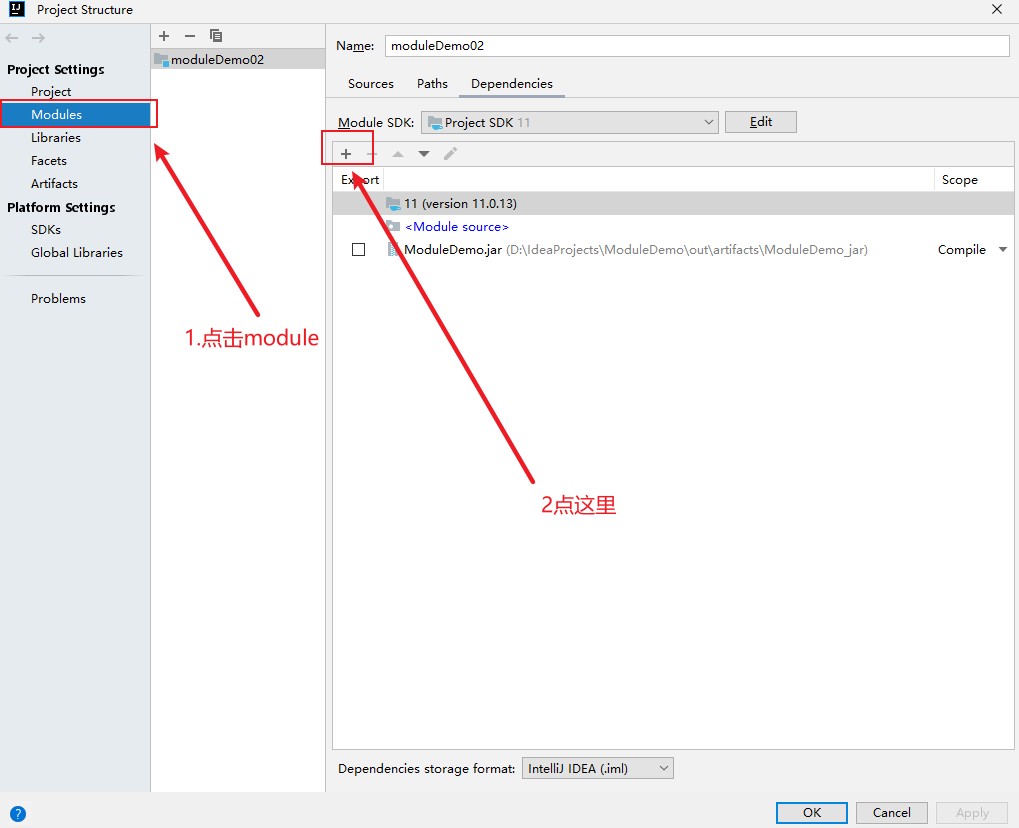 Project Structure
Project Settings
Project
Modules
Libraries
Facets
Artifacts
Platform Settings
SDKs
Global Libraries
Problems
moduleDemo02
Name: moduleDemo02
Sources Paths Dependencies
Module SDK: Project SDK 11 Edit
Export Scope
11 (version 11.0.13)
<Module source>
ModuleDemo.jar (D:\IdeaProjects\ModuleDemo\out\artifacts\ModuleDemo_jar) Compile
1.点击module
2点这里
Dependencies storage format: IntelliJ IDEA (.iml)
? OK Cancel Apply